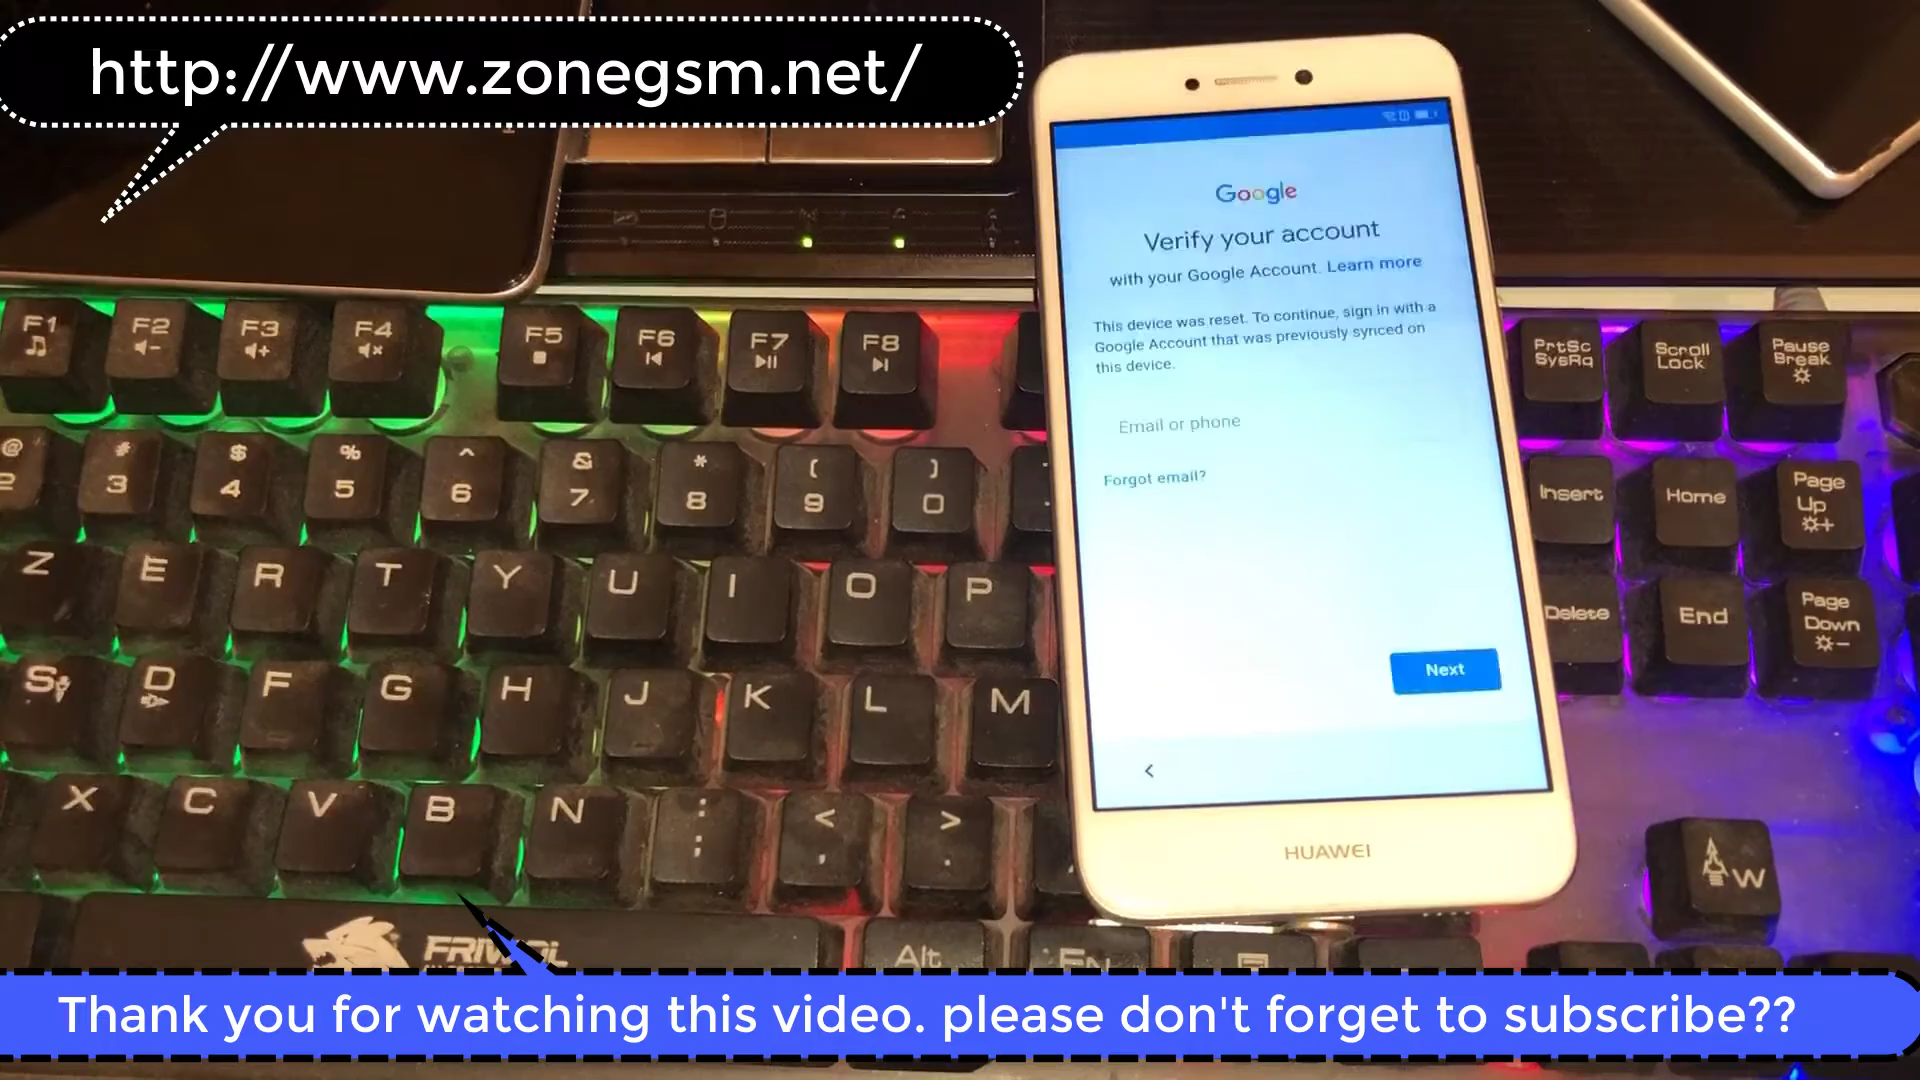 http://www.zonegsm.net/
Google
Verify your account
with your Google Account. Learn more
This device was reset. To continue, sign in with a
Google Account that was previously synced on
this device.
Email or phone
Forgot email?
Next
HUAWEI
F1
F2
F3
F4
F5
F6
F7
F8
PrtSc
SysRq
Scroll
Lock
Pause
Break
@
2
#
3
$
4
%
5
^
6
&
7
*
8
(
9
)
0
Insert
Home
Page
Up
Z
E
R
T
Y
U
I
O
P
Delete
End
Page
Down
S
D
F
G
H
J
K
L
M
X
C
V
B
N
:
;
<
,
>
.
W
Alt
Thank you for watching this video. please don't forget to subscribe??